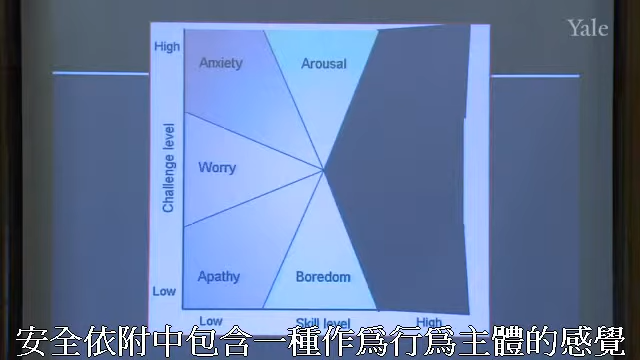 Yale
High
Anxiety
Arousal
Challenge level
Worry
Apathy
Boredom
Low
Low
Skill level
High
安全依附中包含一種作爲行爲主體的感覺